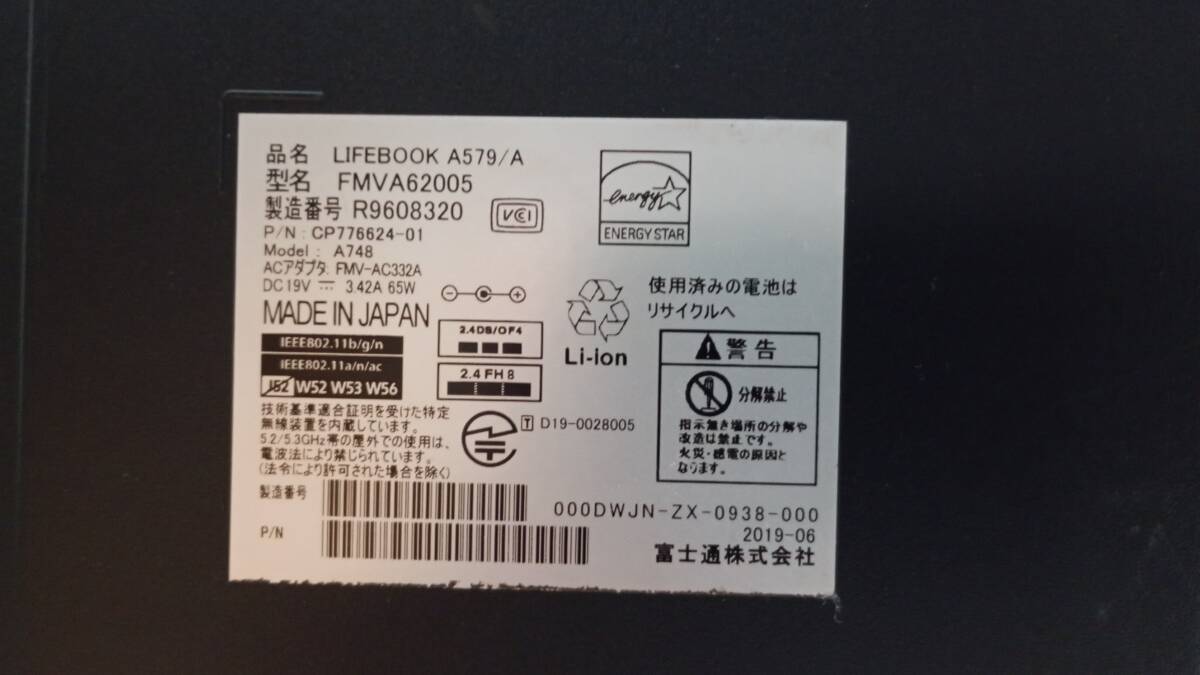 品名 LIFEBOOK A579/A
型名 FMVA62005
製造番号 R9608320
VCI
P/N : CP776624-01
Model : A748
ACアダプタ: FMV-AC332A
DC19V 3.42A 65W
MADE IN JAPAN
energy
ENERGY STAR
IEEE802.11b/g/n
IEEE802.11a/n/ac
J52 W52 W53 W56
2.4DS/OF4
2.4FH8
Li-ion
使用済みの電池は
リサイクルへ
警告
分解禁止
指示無き場所の分解や
改造は禁止です。
火災・感電の原因と
なります。
技術基準適合証明を受けた特定
無線装置を内蔵しています。
5.2/5.3GHz帯の屋外での使用は、
電波法により禁じられています。
(法令により許可された場合を除く)
T D19-0028005
製造番号
P/N
000DWJN-ZX-0938-000
2019-06
富士通株式会社